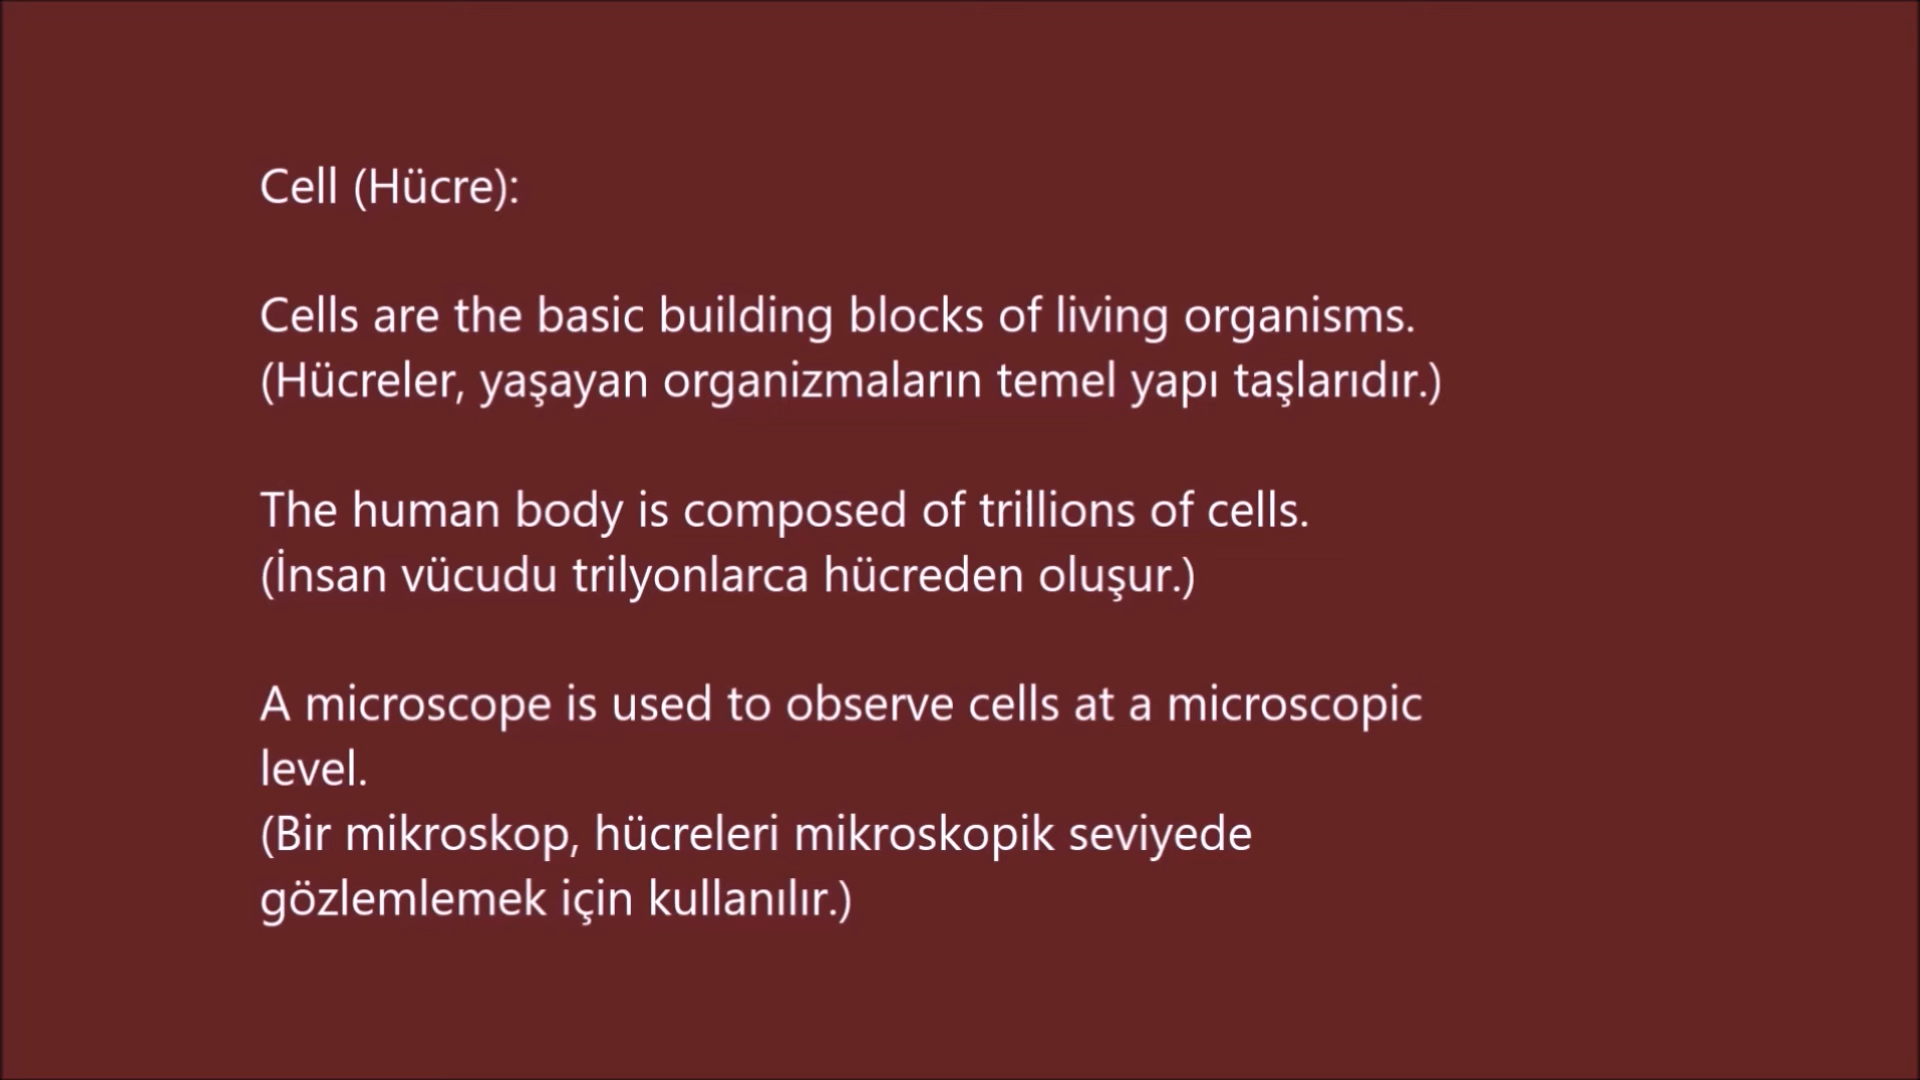 Cell (Hücre):
Cells are the basic building blocks of living organisms.
(Hücreler, yaşayan organizmaların temel yapı taşlarıdır.)
The human body is composed of trillions of cells.
(İnsan vücudu trilyonlarca hücreden oluşur.)
A microscope is used to observe cells at a microscopic
level.
(Bir mikroskop, hücreleri mikroskopik seviyede
gözlemlemek için kullanılır.)